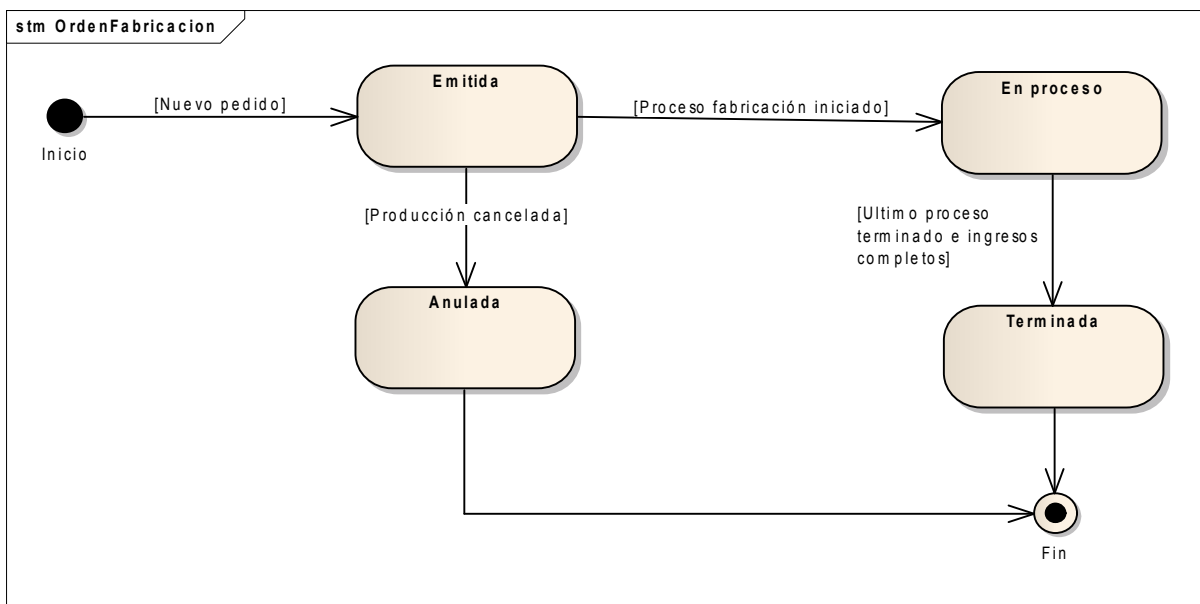 stm OrdenFabricacion
Emitida
En proceso
[Nuevo pedido]
[Proceso fabricación iniciado]
Inicio
[Producción cancelada]
[Ultimo proceso
terminado e ingresos
completos]
Anulada
Terminada
Fin